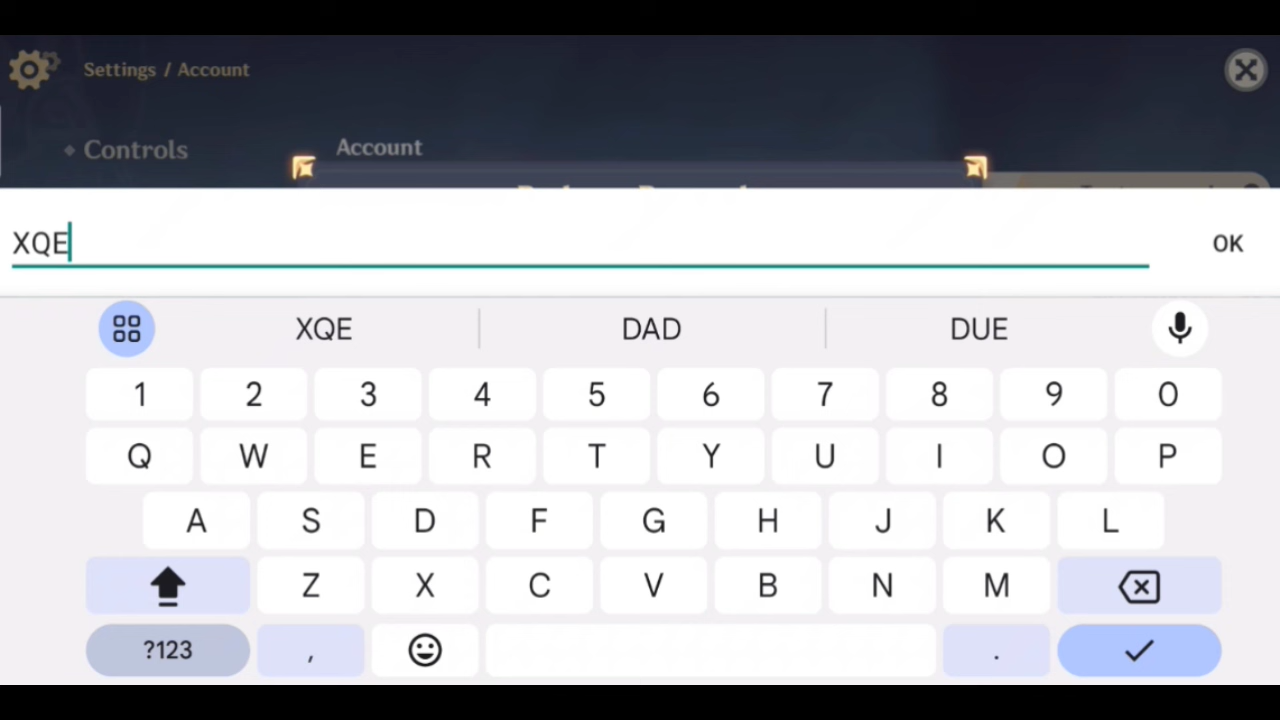 Settings / Account
Controls
Account
XQE
OK
XQE DAD DUE
1 2 3 4 5 6 7 8 9 0
Q W E R T Y U I O P
A S D F G H J K L
Z X C V B N M
?123 , .